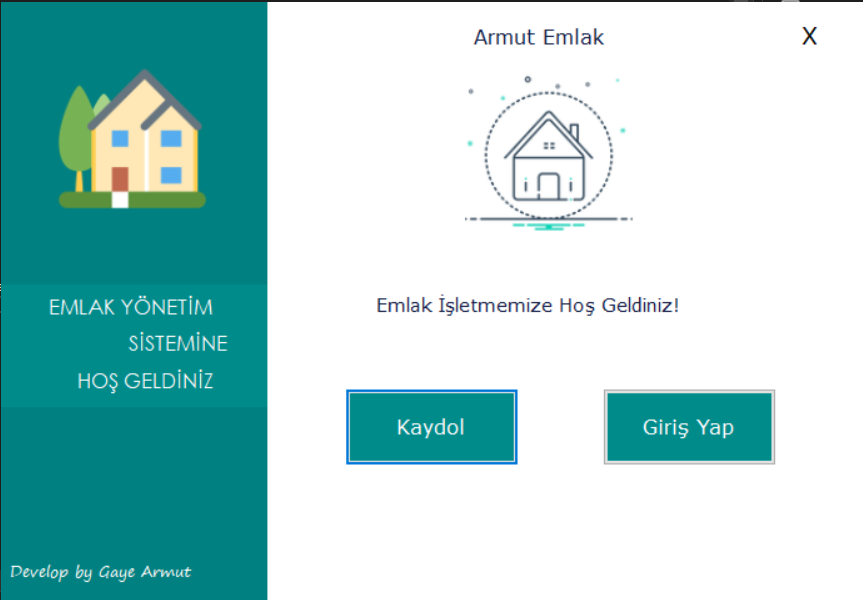 Armut Emlak
X
EMLAK YÖNETİM
SİSTEMİNE
HOŞ GELDİNİZ
Emlak İşletmemize Hoş Geldiniz!
Kaydol
Giriş Yap
Develop by Gaye Armut